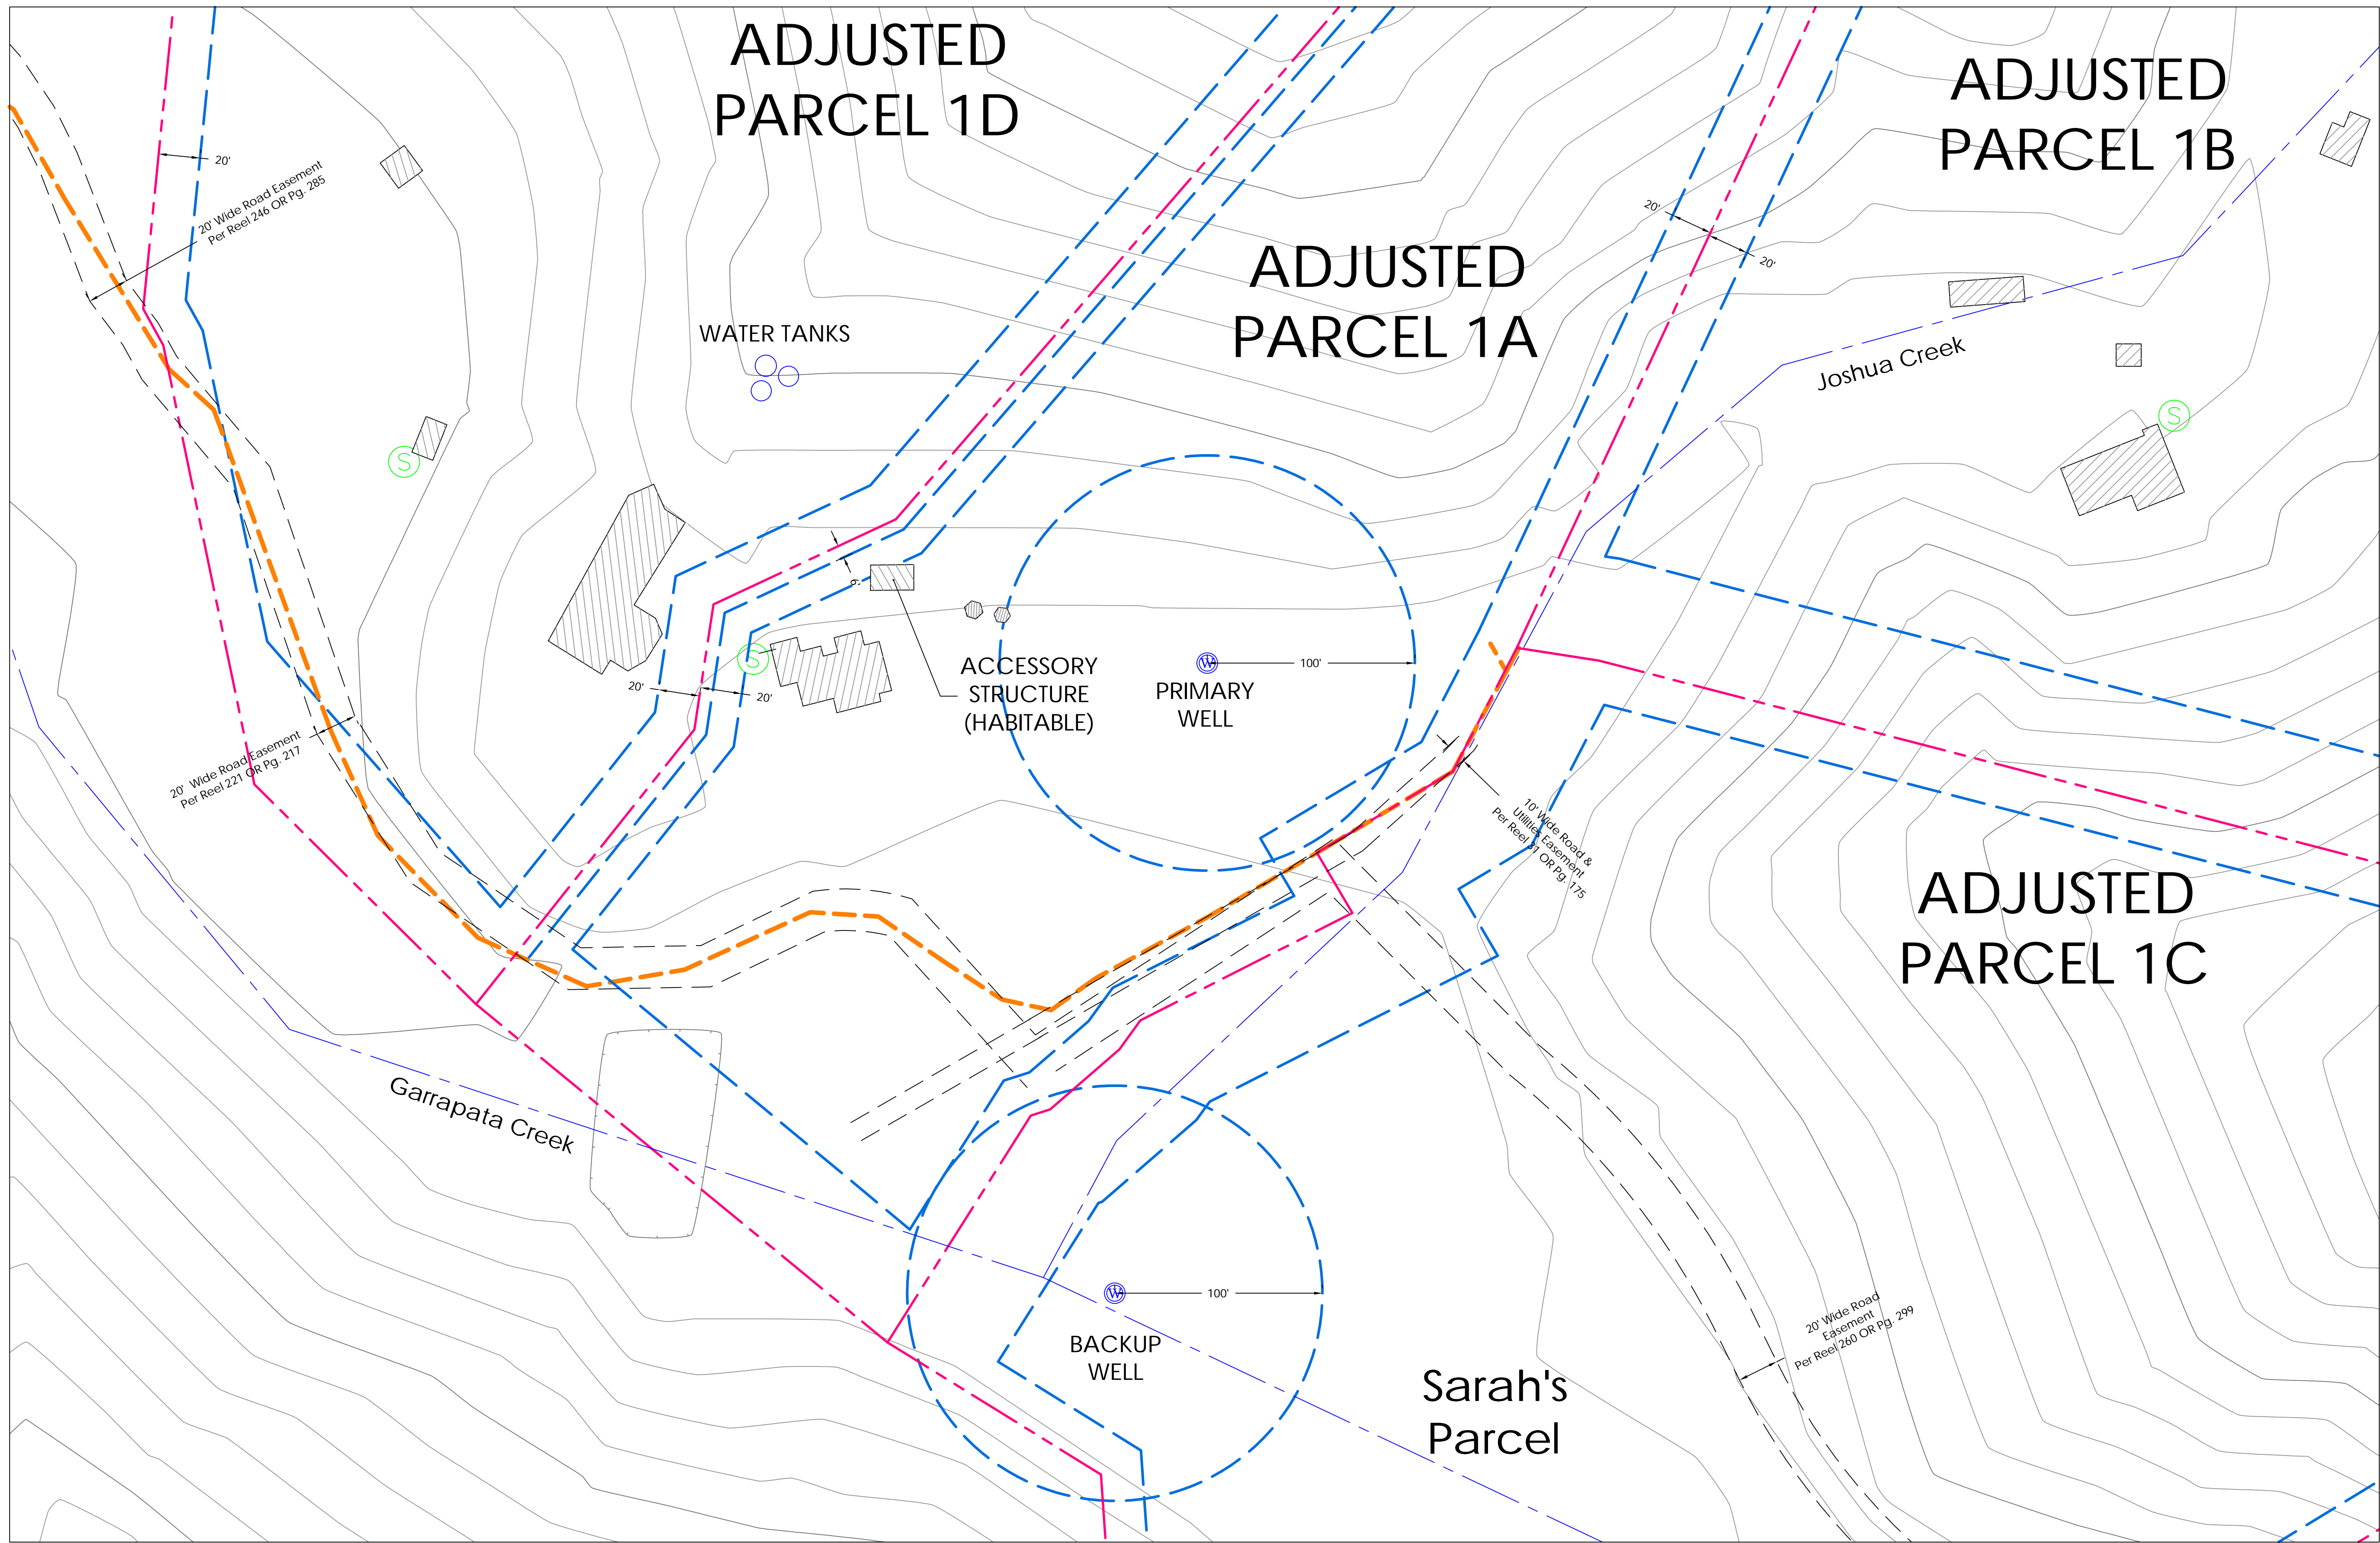 ADJUSTED
PARCEL 1D
ADJUSTED
PARCEL 1B
20'
20' Wide Road Easement
Per Reel 246 OR Pg. 285
20'
20'
ADJUSTED
PARCEL 1A
WATER TANKS
Joshua Creek
S
S
6'
S
ACCESSORY
STRUCTURE
(HABITABLE)
W
100'
PRIMARY
WELL
20'
20'
20' Wide Road Easement
Per Reel 221 OR Pg. 217
10' Wide Road &
Utilities Easement
Per Reel 31 OR Pg. 175
ADJUSTED
PARCEL 1C
Garrapata Creek
W
100'
BACKUP
WELL
20' Wide Road
Easement
Per Reel 260 OR Pg. 299
Sarah's
Parcel